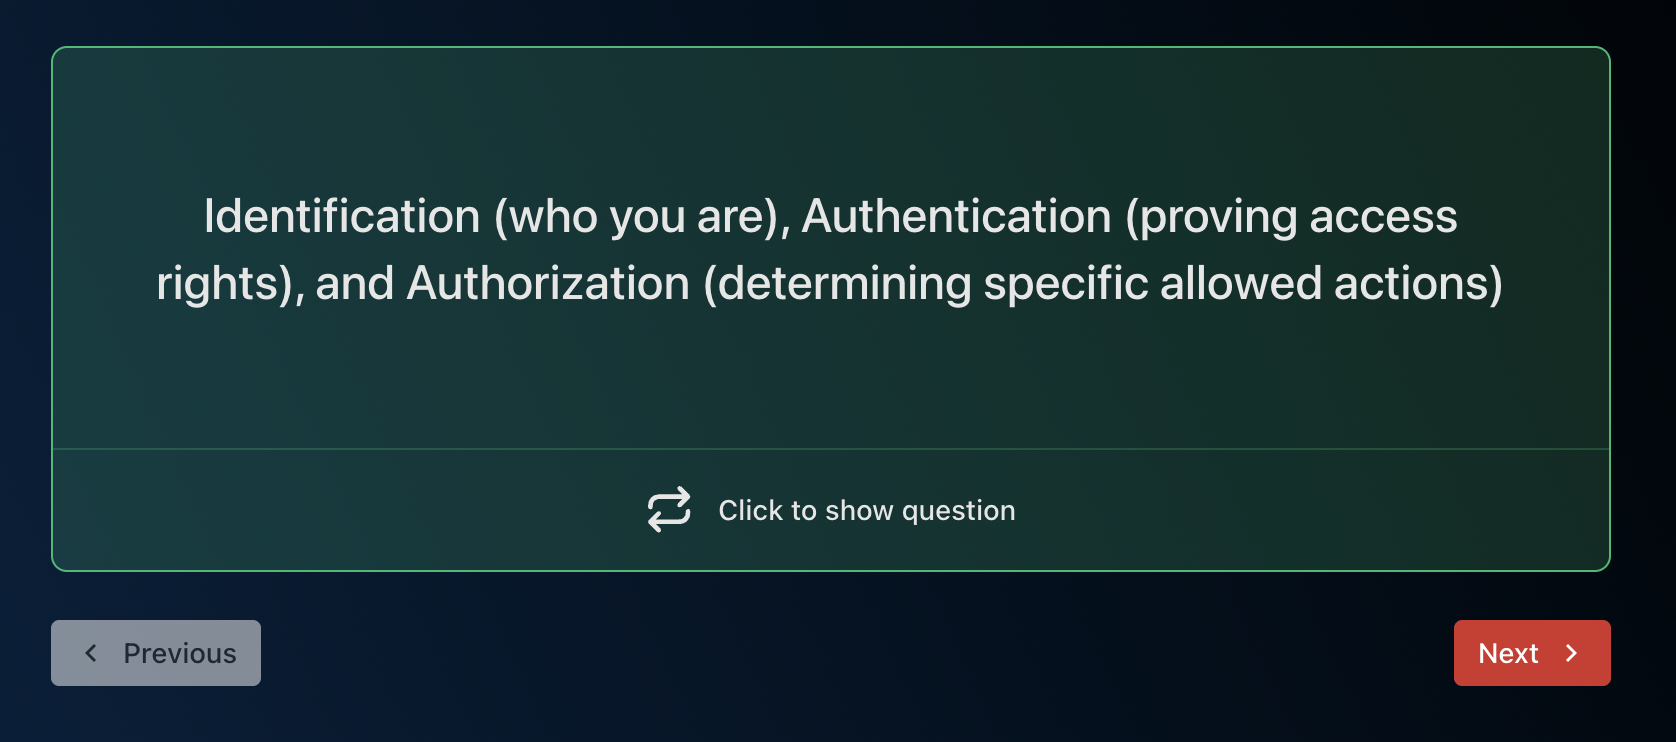 Identification (who you are), Authentication (proving access
rights), and Authorization (determining specific allowed actions)
Click to show question
Previous
Next